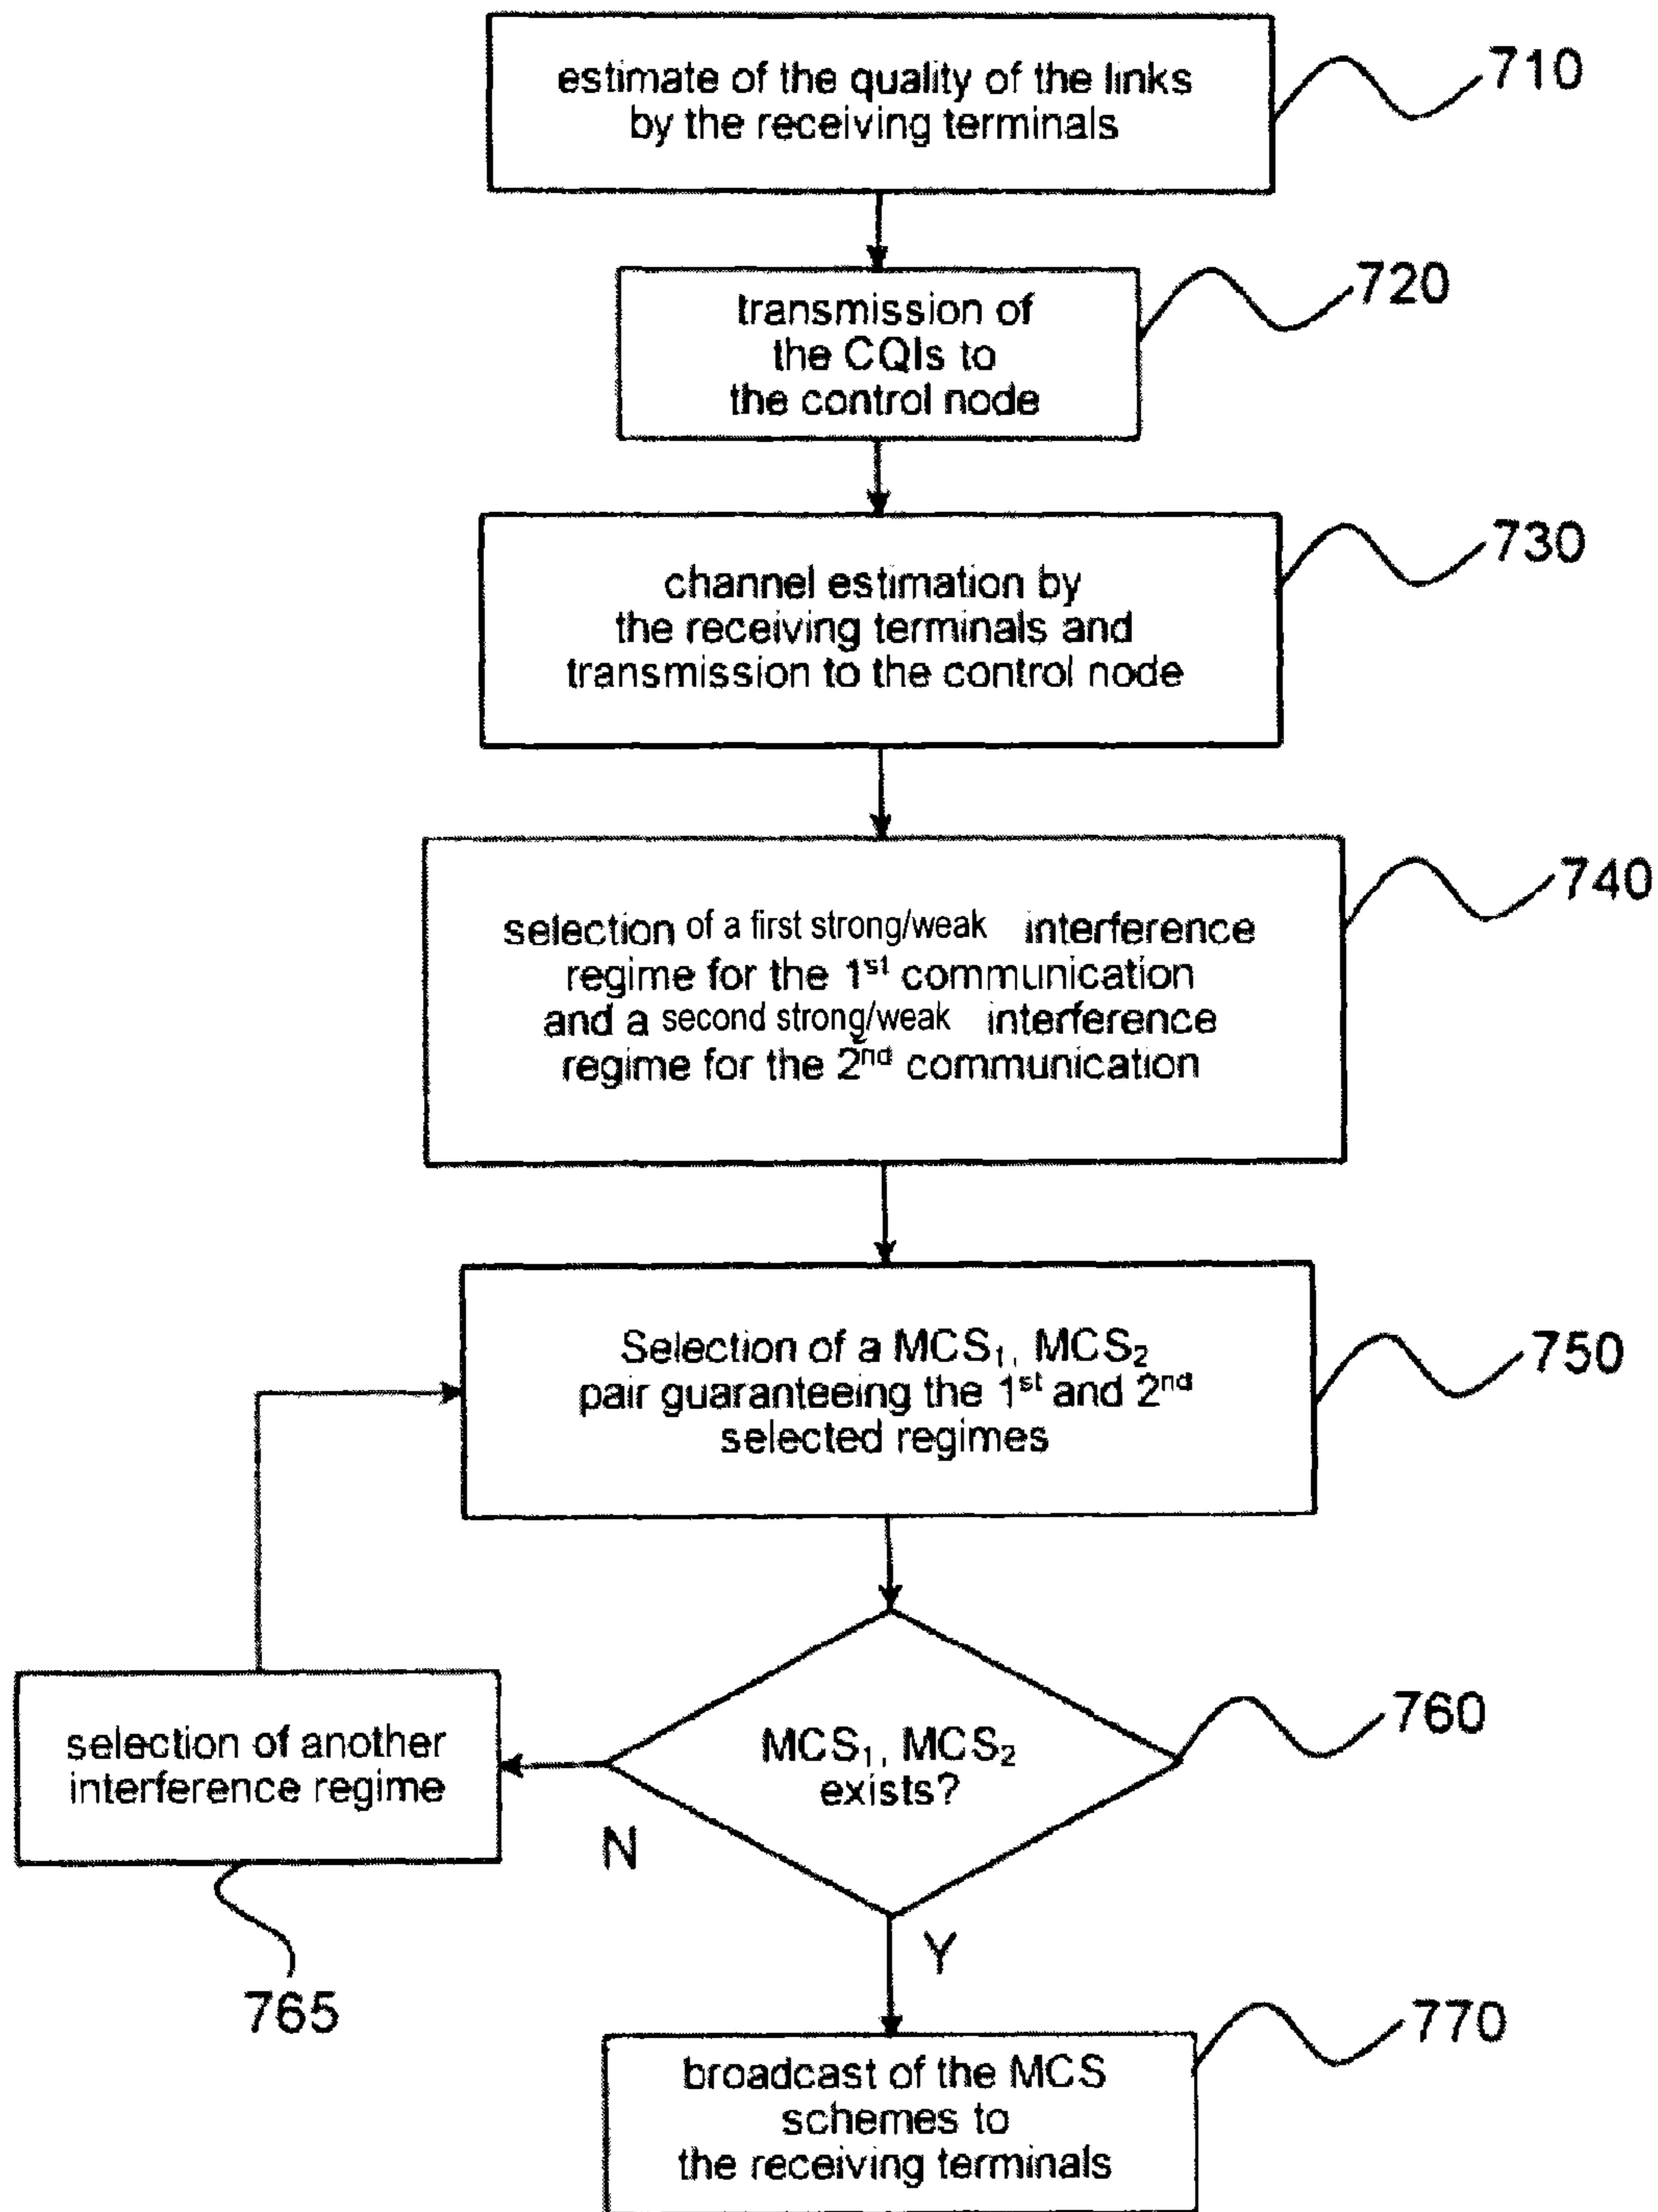 estimate of the quality of the links
by the receiving terminals
710
transmission of
the CQIs to
the control node
720
channel estimation by
the receiving terminals and
transmission to the control node
730
selection of a first strong/weak interference
regime for the 1st communication
and a second strong/weak interference
regime for the 2nd communication
740
Selection of a MCS1, MCS2
pair guaranteeing the 1st and 2nd
selected regimes
750
MCS1, MCS2
exists?
760
selection of another
interference regime
N
765
Y
broadcast of the MCS
schemes to
the receiving terminals
770